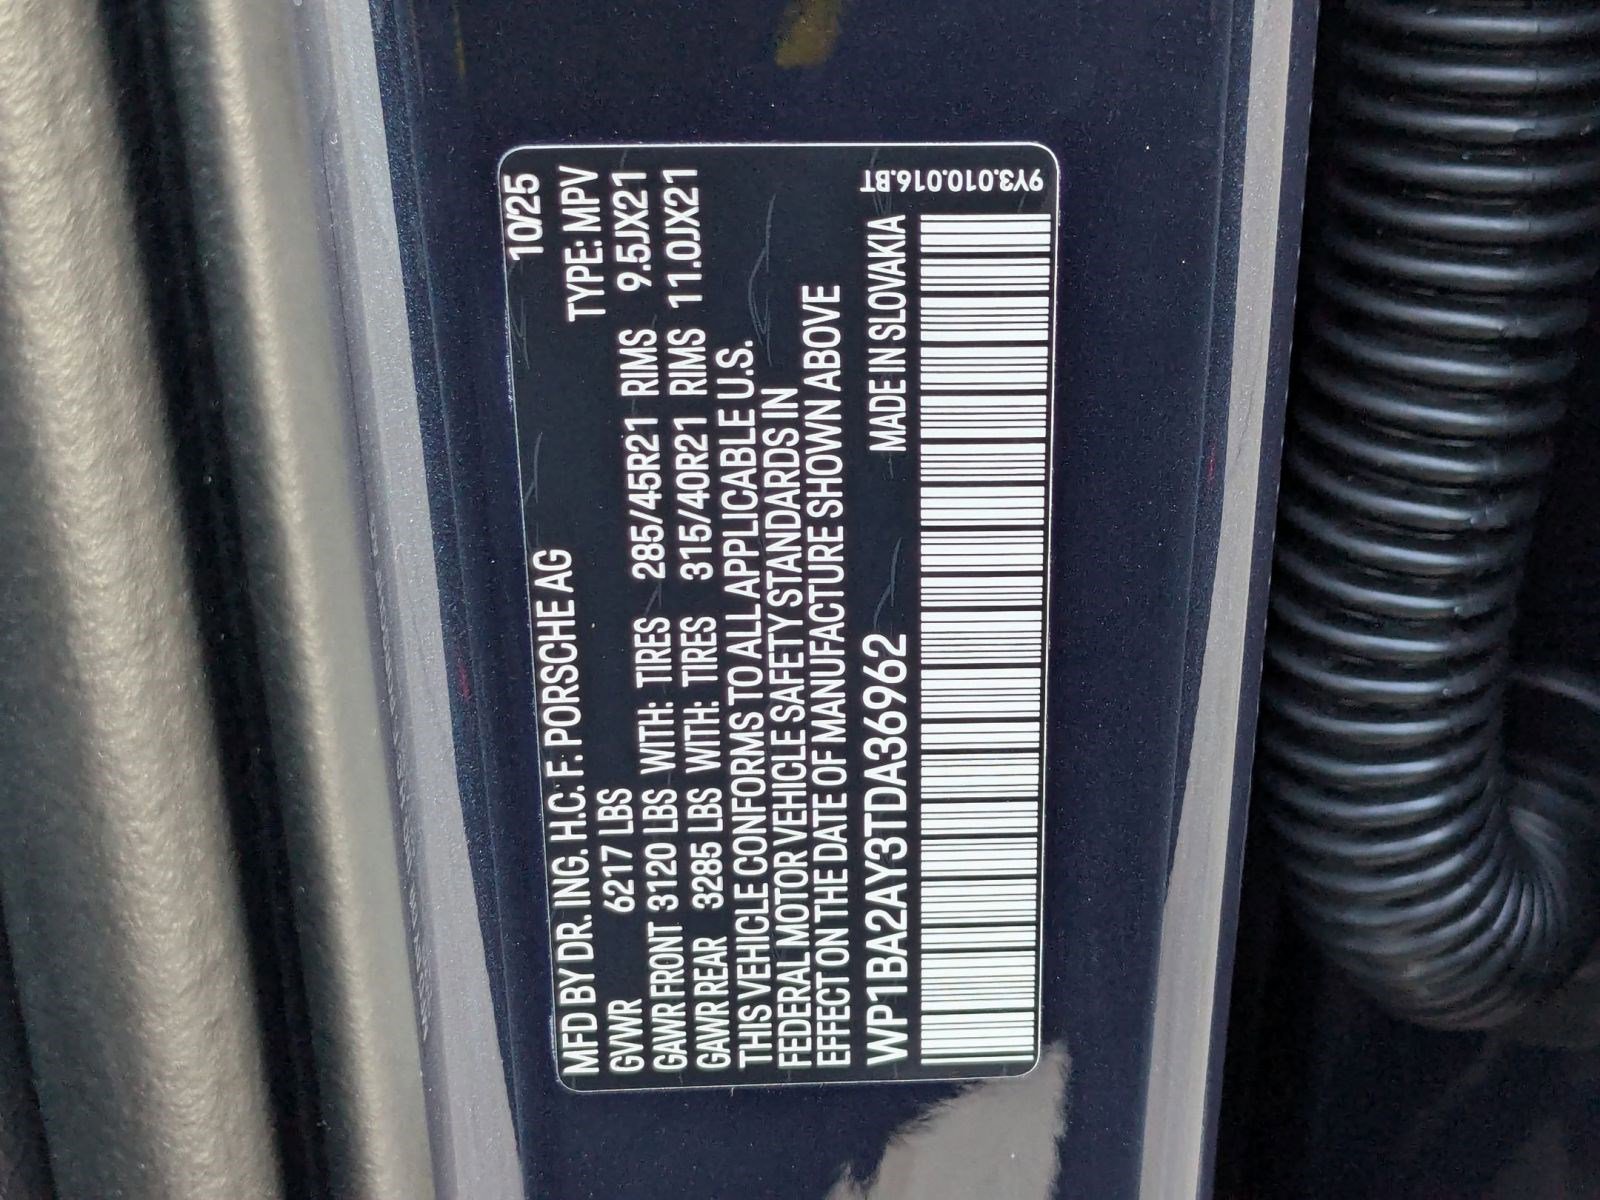 MFD BY DR. ING. H.C. F. PORSCHE AG 10/25
GVWR 6217 LBS TYPE: MPV
GAWR FRONT 3120 LBS WITH: TIRES 285/45R21 RIMS 9.5JX21
GAWR REAR 3285 LBS WITH: TIRES 315/40R21 RIMS 11.0JX21
THIS VEHICLE CONFORMS TO ALL APPLICABLE U.S.
FEDERAL MOTOR VEHICLE SAFETY STANDARDS IN
EFFECT ON THE DATE OF MANUFACTURE SHOWN ABOVE
WP1BA2AY3TDA36962 MADE IN SLOVAKIA
9Y3.010.016.BT